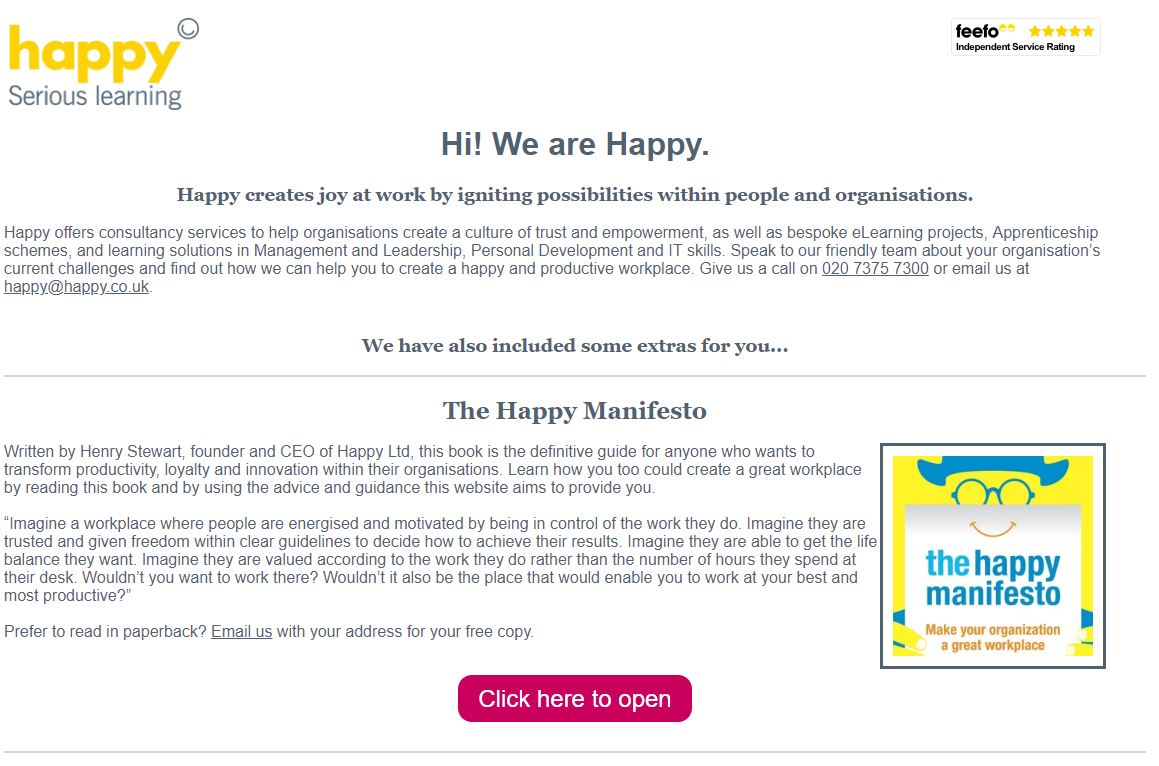 happy
Serious learning
feefo
Independent Service Rating
Hi! We are Happy.
Happy creates joy at work by igniting possibilities within people and organisations.
Happy offers consultancy services to help organisations create a culture of trust and empowerment, as well as bespoke eLearning projects, Apprenticeship
schemes, and learning solutions in Management and Leadership, Personal Development and IT skills. Speak to our friendly team about your organisation’s
current challenges and find out how we can help you to create a happy and productive workplace. Give us a call on 020 7375 7300 or email us at
happy@happy.co.uk.
We have also included some extras for you...
The Happy Manifesto
Written by Henry Stewart, founder and CEO of Happy Ltd, this book is the definitive guide for anyone who wants to
transform productivity, loyalty and innovation within their organisations. Learn how you too could create a great workplace
by reading this book and by using the advice and guidance this website aims to provide you.
“Imagine a workplace where people are energised and motivated by being in control of the work they do. Imagine they are
trusted and given freedom within clear guidelines to decide how to achieve their results. Imagine they are able to get the life
balance they want. Imagine they are valued according to the work they do rather than the number of hours they spend at
their desk. Wouldn’t you want to work there? Wouldn’t it also be the place that would enable you to work at your best and
most productive?”
Prefer to read in paperback? Email us with your address for your free copy.
the happy
manifesto
Make your organization
a great workplace
Click here to open